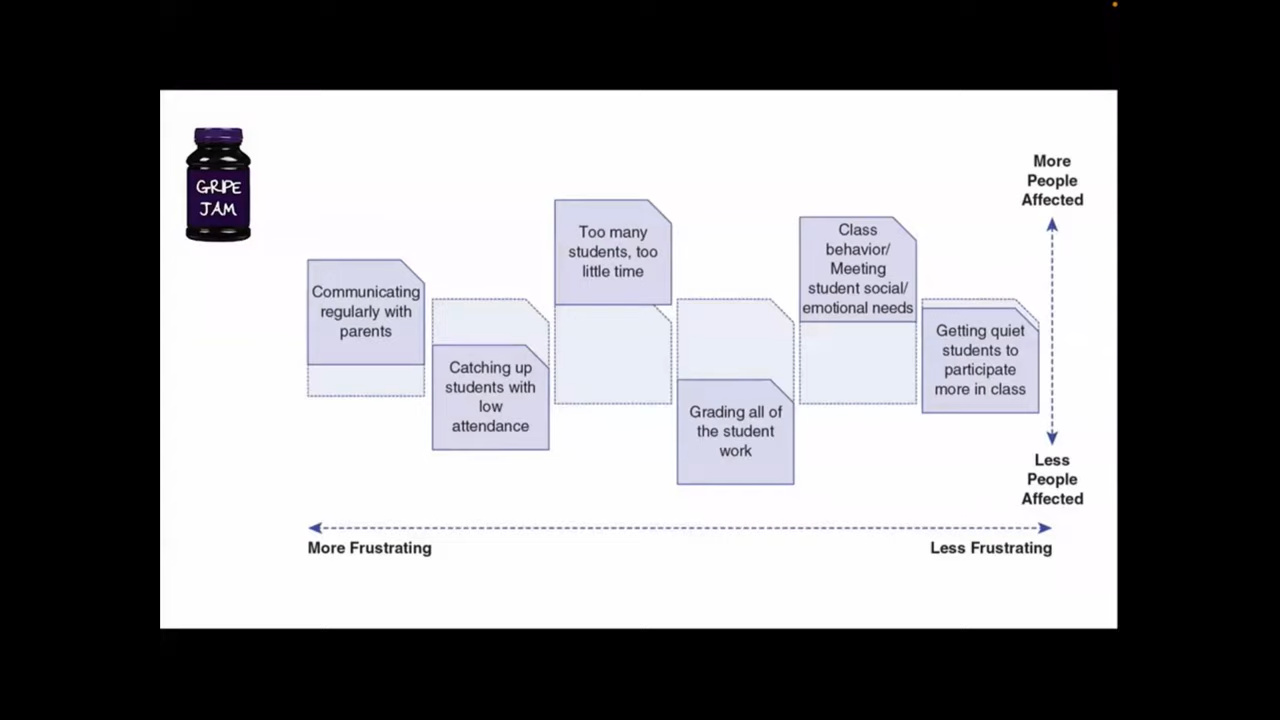 GRIPE
JAM
More
People
Affected
Communicating
regularly with
parents
Catching up
students with
low
attendance
Too many
students, too
little time
Grading all of
the student
work
Class
behavior/
Meeting
student social/
emotional needs
Getting quiet
students to
participate
more in class
Less
People
Affected
More Frustrating
Less Frustrating